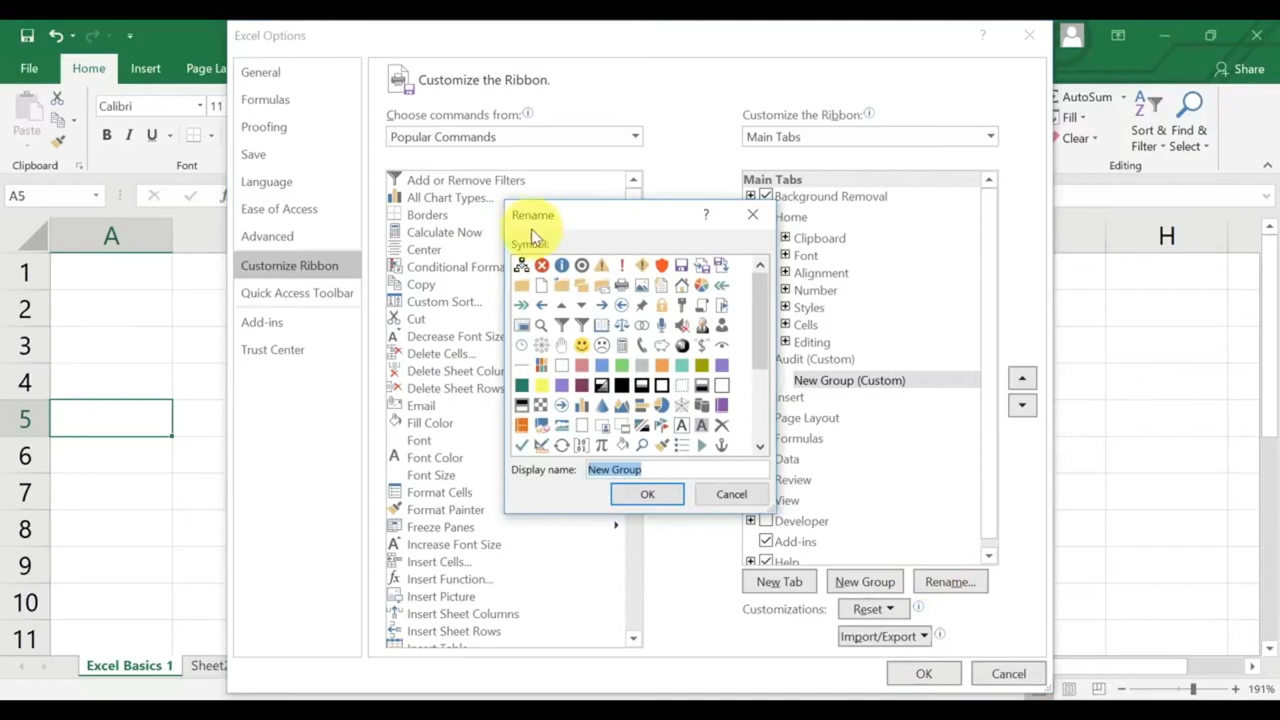 Excel Options
File
Home
Insert
Page La
Share
Paste
Clipboard
Calibri
11
B
I
U
Font
AutoSum
Fill
Clear
Sort & Find &
Filter Select
Editing
A5
A
H
1
2
3
4
5
6
7
8
9
10
11
General
Formulas
Proofing
Save
Language
Ease of Access
Advanced
Customize Ribbon
Quick Access Toolbar
Add-ins
Trust Center
Customize the Ribbon.
Choose commands from:
Popular Commands
Add or Remove Filters
All Chart Types...
Borders
Calculate Now
Center
Conditional Forma
Copy
Custom Sort...
Cut
Decrease Font Size
Delete Cells...
Delete Sheet Colum
Delete Sheet Rows
Email
Fill Color
Font
Font Color
Font Size
Format Cells
Format Painter
Freeze Panes
Increase Font Size
Insert Cells...
Insert Function...
Insert Picture
Insert Sheet Columns
Insert Sheet Rows
Insert Table
Rename
Symbol:
Display name:
New Group
OK
Cancel
Customize the Ribbon:
Main Tabs
Main Tabs
Background Removal
Home
Clipboard
Font
Alignment
Number
Styles
Cells
Editing
Audit (Custom)
New Group (Custom)
nsert
Page Layout
Formulas
Data
Review
View
Developer
Add-ins
Help
New Tab
New Group
Rename...
Customizations:
Reset
Import/Export
OK
Cancel
Excel Basics 1
Sheet2
191%